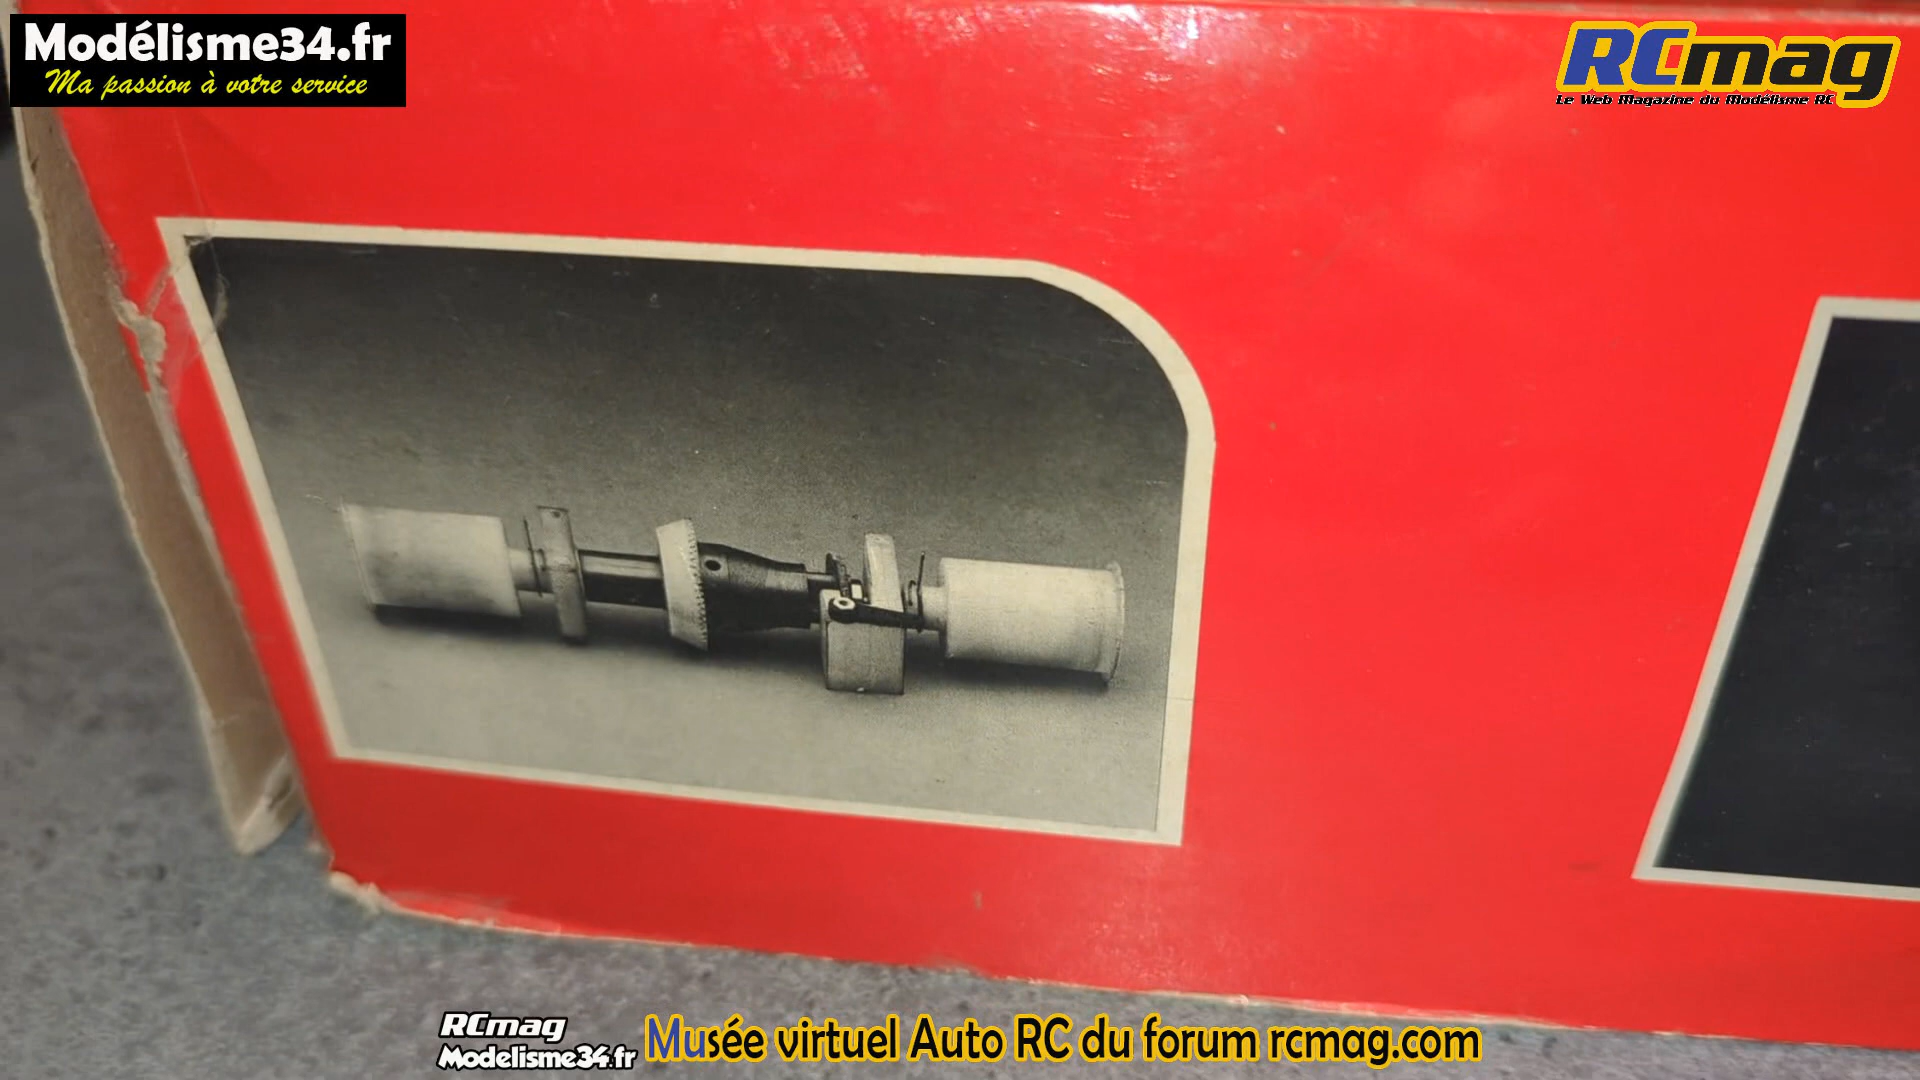 Modélisme34.fr
Ma passion à votre service
RCmag
Le Web Magazine du Modélisme RC
RCmag
Modelisme34.fr
Musée virtuel Auto RC du forum rcmag.com